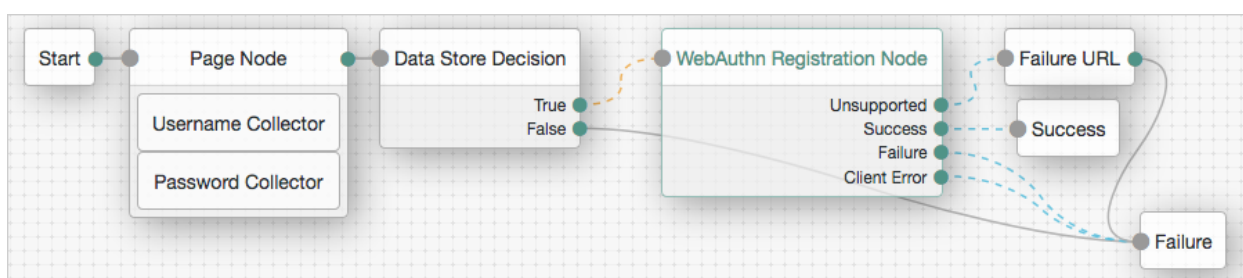 Start
Page Node
Username Collector
Password Collector
Data Store Decision
True
False
WebAuthn Registration Node
Unsupported
Success
Failure
Client Error
Failure URL
Success
Failure